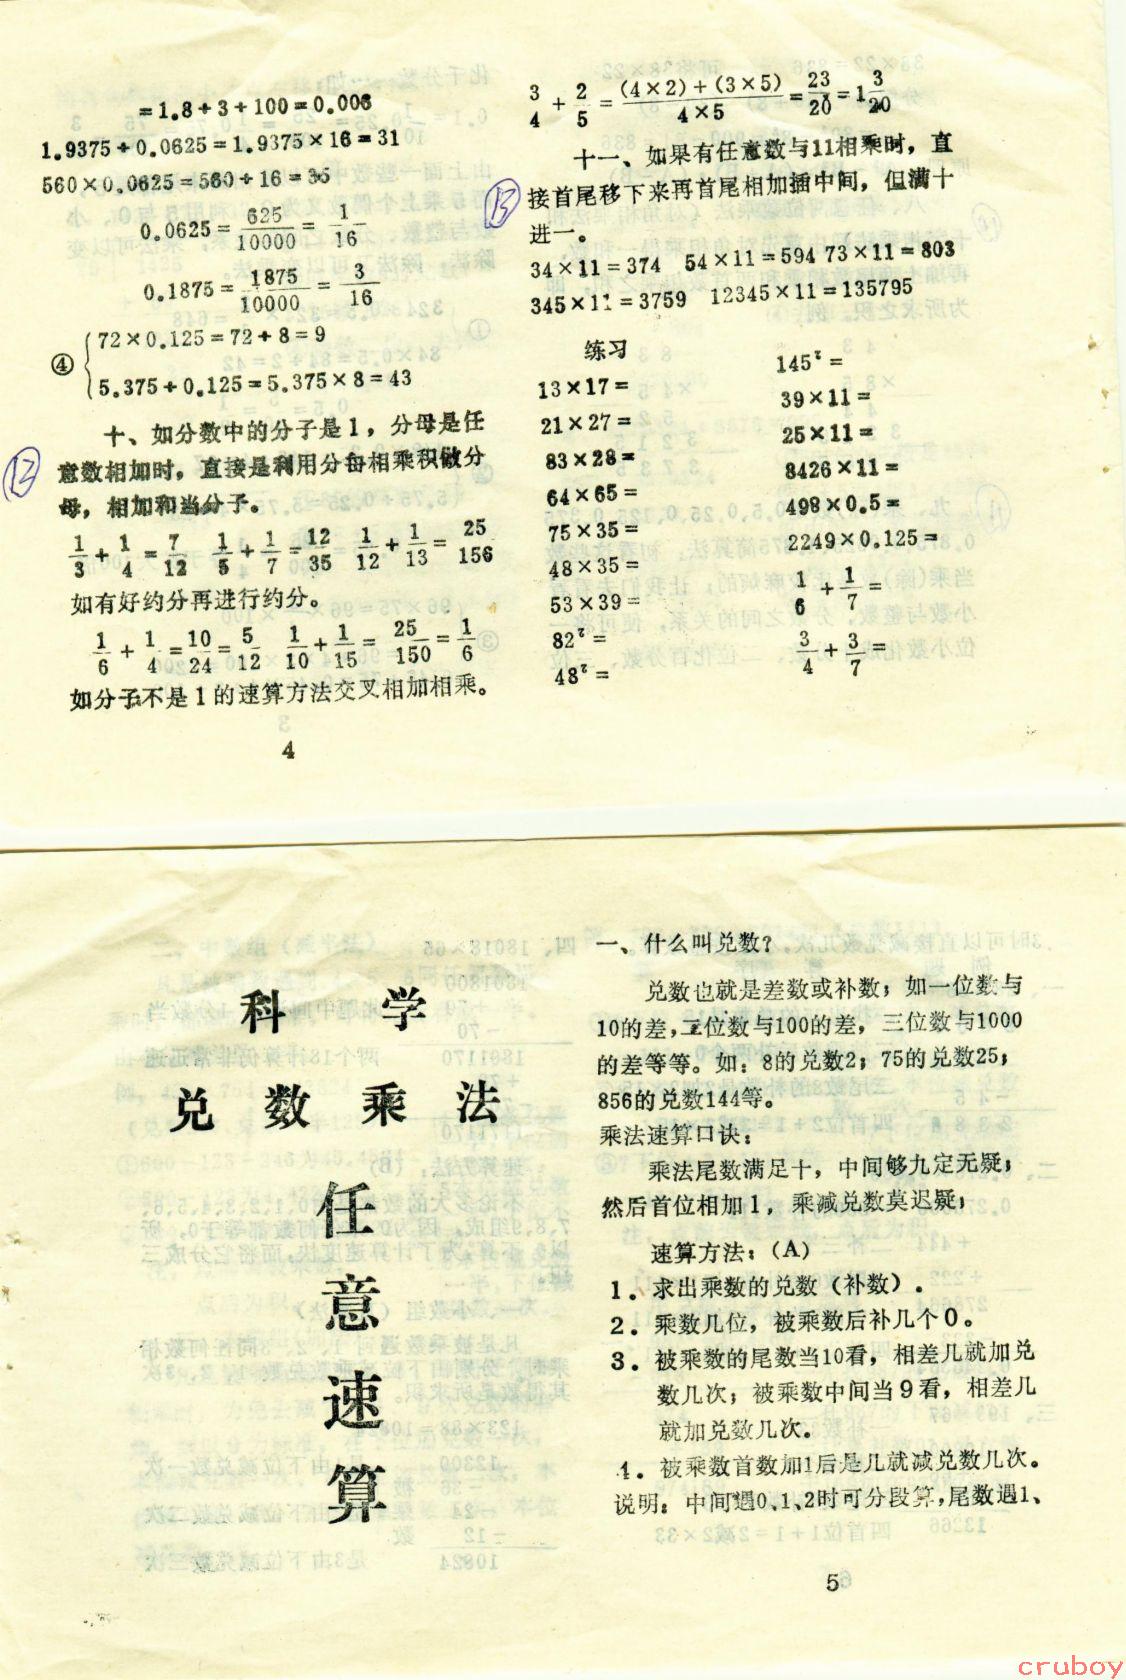 =1.8÷3÷100=0.006
1.9375÷0.0625=1.9375×16=31
560×0.0625=560÷16=35
0.0625=625/10000=1/16
0.1875=1875/10000=3/16
④ 72×0.125=72÷8=9
5.375÷0.125=5.375×8=43
十、如分数中的分子是1，分母是任
⑫ 意数相加时，直接是利用分母相乘积做分
母，相加和当分子。
1/3+1/4=7/12 1/5+1/7=12/35 1/12+1/13=25/156
如有好约分再进行约分。
1/6+1/4=10/24=5/12 1/10+1/15=25/150=1/6
如分子不是1的速算方法交叉相加相乘。
4
3/4+2/5=(4×2)+(3×5)/4×5=23/20=1 3/20
十一、如果有任意数与11相乘时，直
⑬ 接首尾移下来再首尾相加插中间，但满十
进一。
34×11=374 54×11=594 73×11=803
345×11=3759 12345×11=135795
练习
13×17= 145²=
21×27= 39×11=
83×28= 25×11=
64×65= 8426×11=
75×35= 498×0.5=
48×35= 2249×0.125=
53×39= 1/6+1/7=
82²= 3/4+3/7=
48²=
科学
兑数乘法
任
意
速
算
一、什么叫兑数？
兑数也就是差数或补数；如一位数与
10的差，二位数与100的差，三位数与1000
的差等等。如：8的兑数2；75的兑数25；
856的兑数144等。
乘法速算口诀：
乘法尾数满足十，中间够九定无疑；
然后首位相加1，乘减兑数莫迟疑；
速算方法：(A)
1．求出乘数的兑数（补数）．
2．乘数几位，被乘数后补几个0。
3．被乘数的尾数当10看，相差几就加兑
数几次；被乘数中间当9看，相差几
就加兑数几次。
4．被乘数首数加1后是几就减兑数几次。
说明：中间遇0、1、2时可分段算，尾数遇1、
5
cruboy